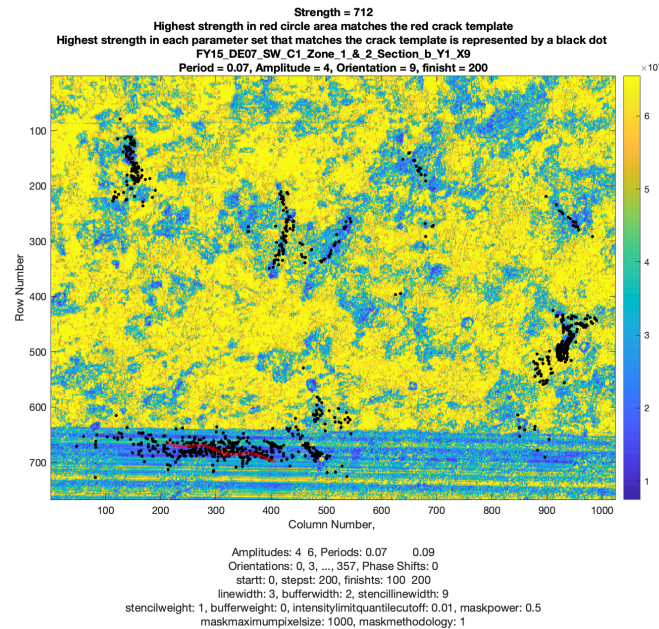 Strength = 712
Highest strength in red circle area matches the red crack template
Highest strength in each parameter set that matches the crack template is represented by a black dot
FY15_DE07_SW_C1_Zone_1_&_2_Section_b_Y1_X9
Period = 0.07, Amplitude = 4, Orientation = 9, finisht = 200
×10
100
200
300
400
500
600
700
Row Number
100 200 300 400 500 600 700 800 900 1000
Column Number,
6
5
4
3
2
1
Amplitudes: 4 6, Periods: 0.07 0.09
Orientations: 0, 3, ..., 357, Phase Shifts: 0
startt: 0, stepst: 200, finishts: 100 200
linewidth: 3, bufferwidth: 2, stencillinewidth: 9
stencilweight: 1, bufferweight: 0, intensitylimitquantilecutoff: 0.01, maskpower: 0.5
maskmaximumpixelsize: 1000, maskmethodology: 1